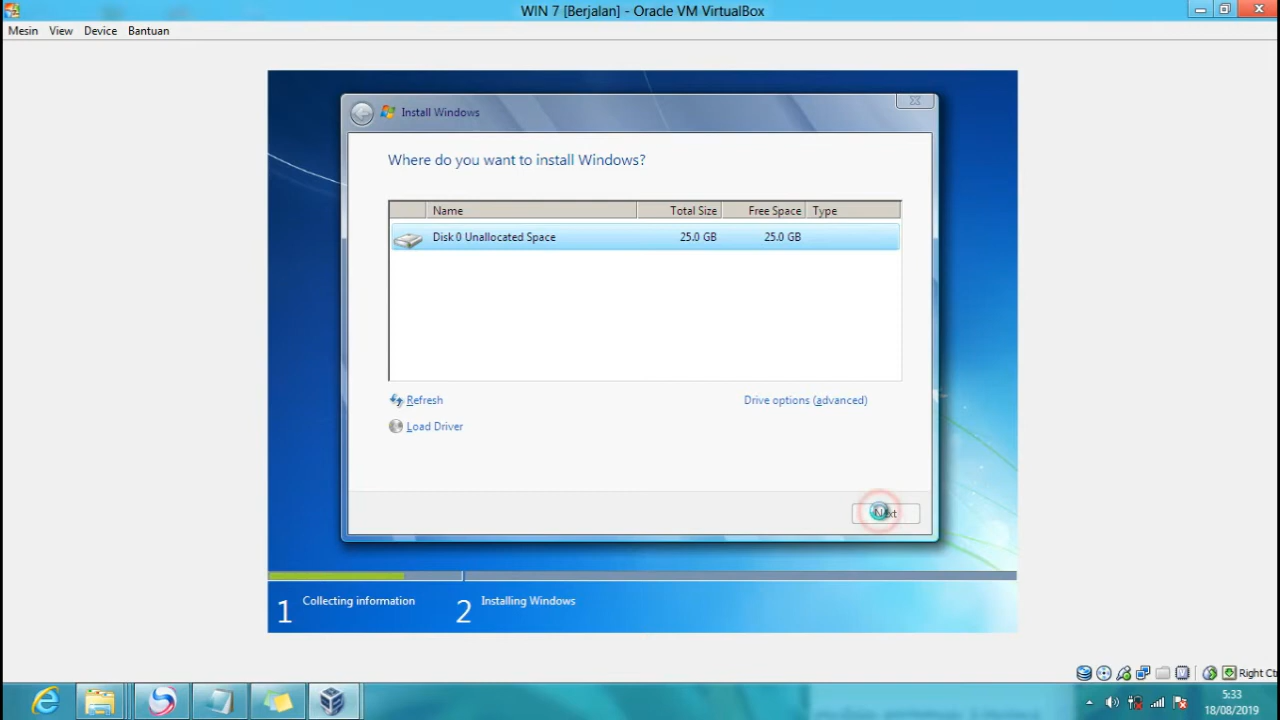 WIN 7 [Berjalan] - Oracle VM VirtualBox
Mesin View Device Bantuan
Install Windows
Where do you want to install Windows?
Name Total Size Free Space Type
Disk 0 Unallocated Space 25.0 GB 25.0 GB
Refresh Drive options (advanced)
Load Driver
Next
1 Collecting information 2 Installing Windows
Right Ct
5:33
18/08/2019